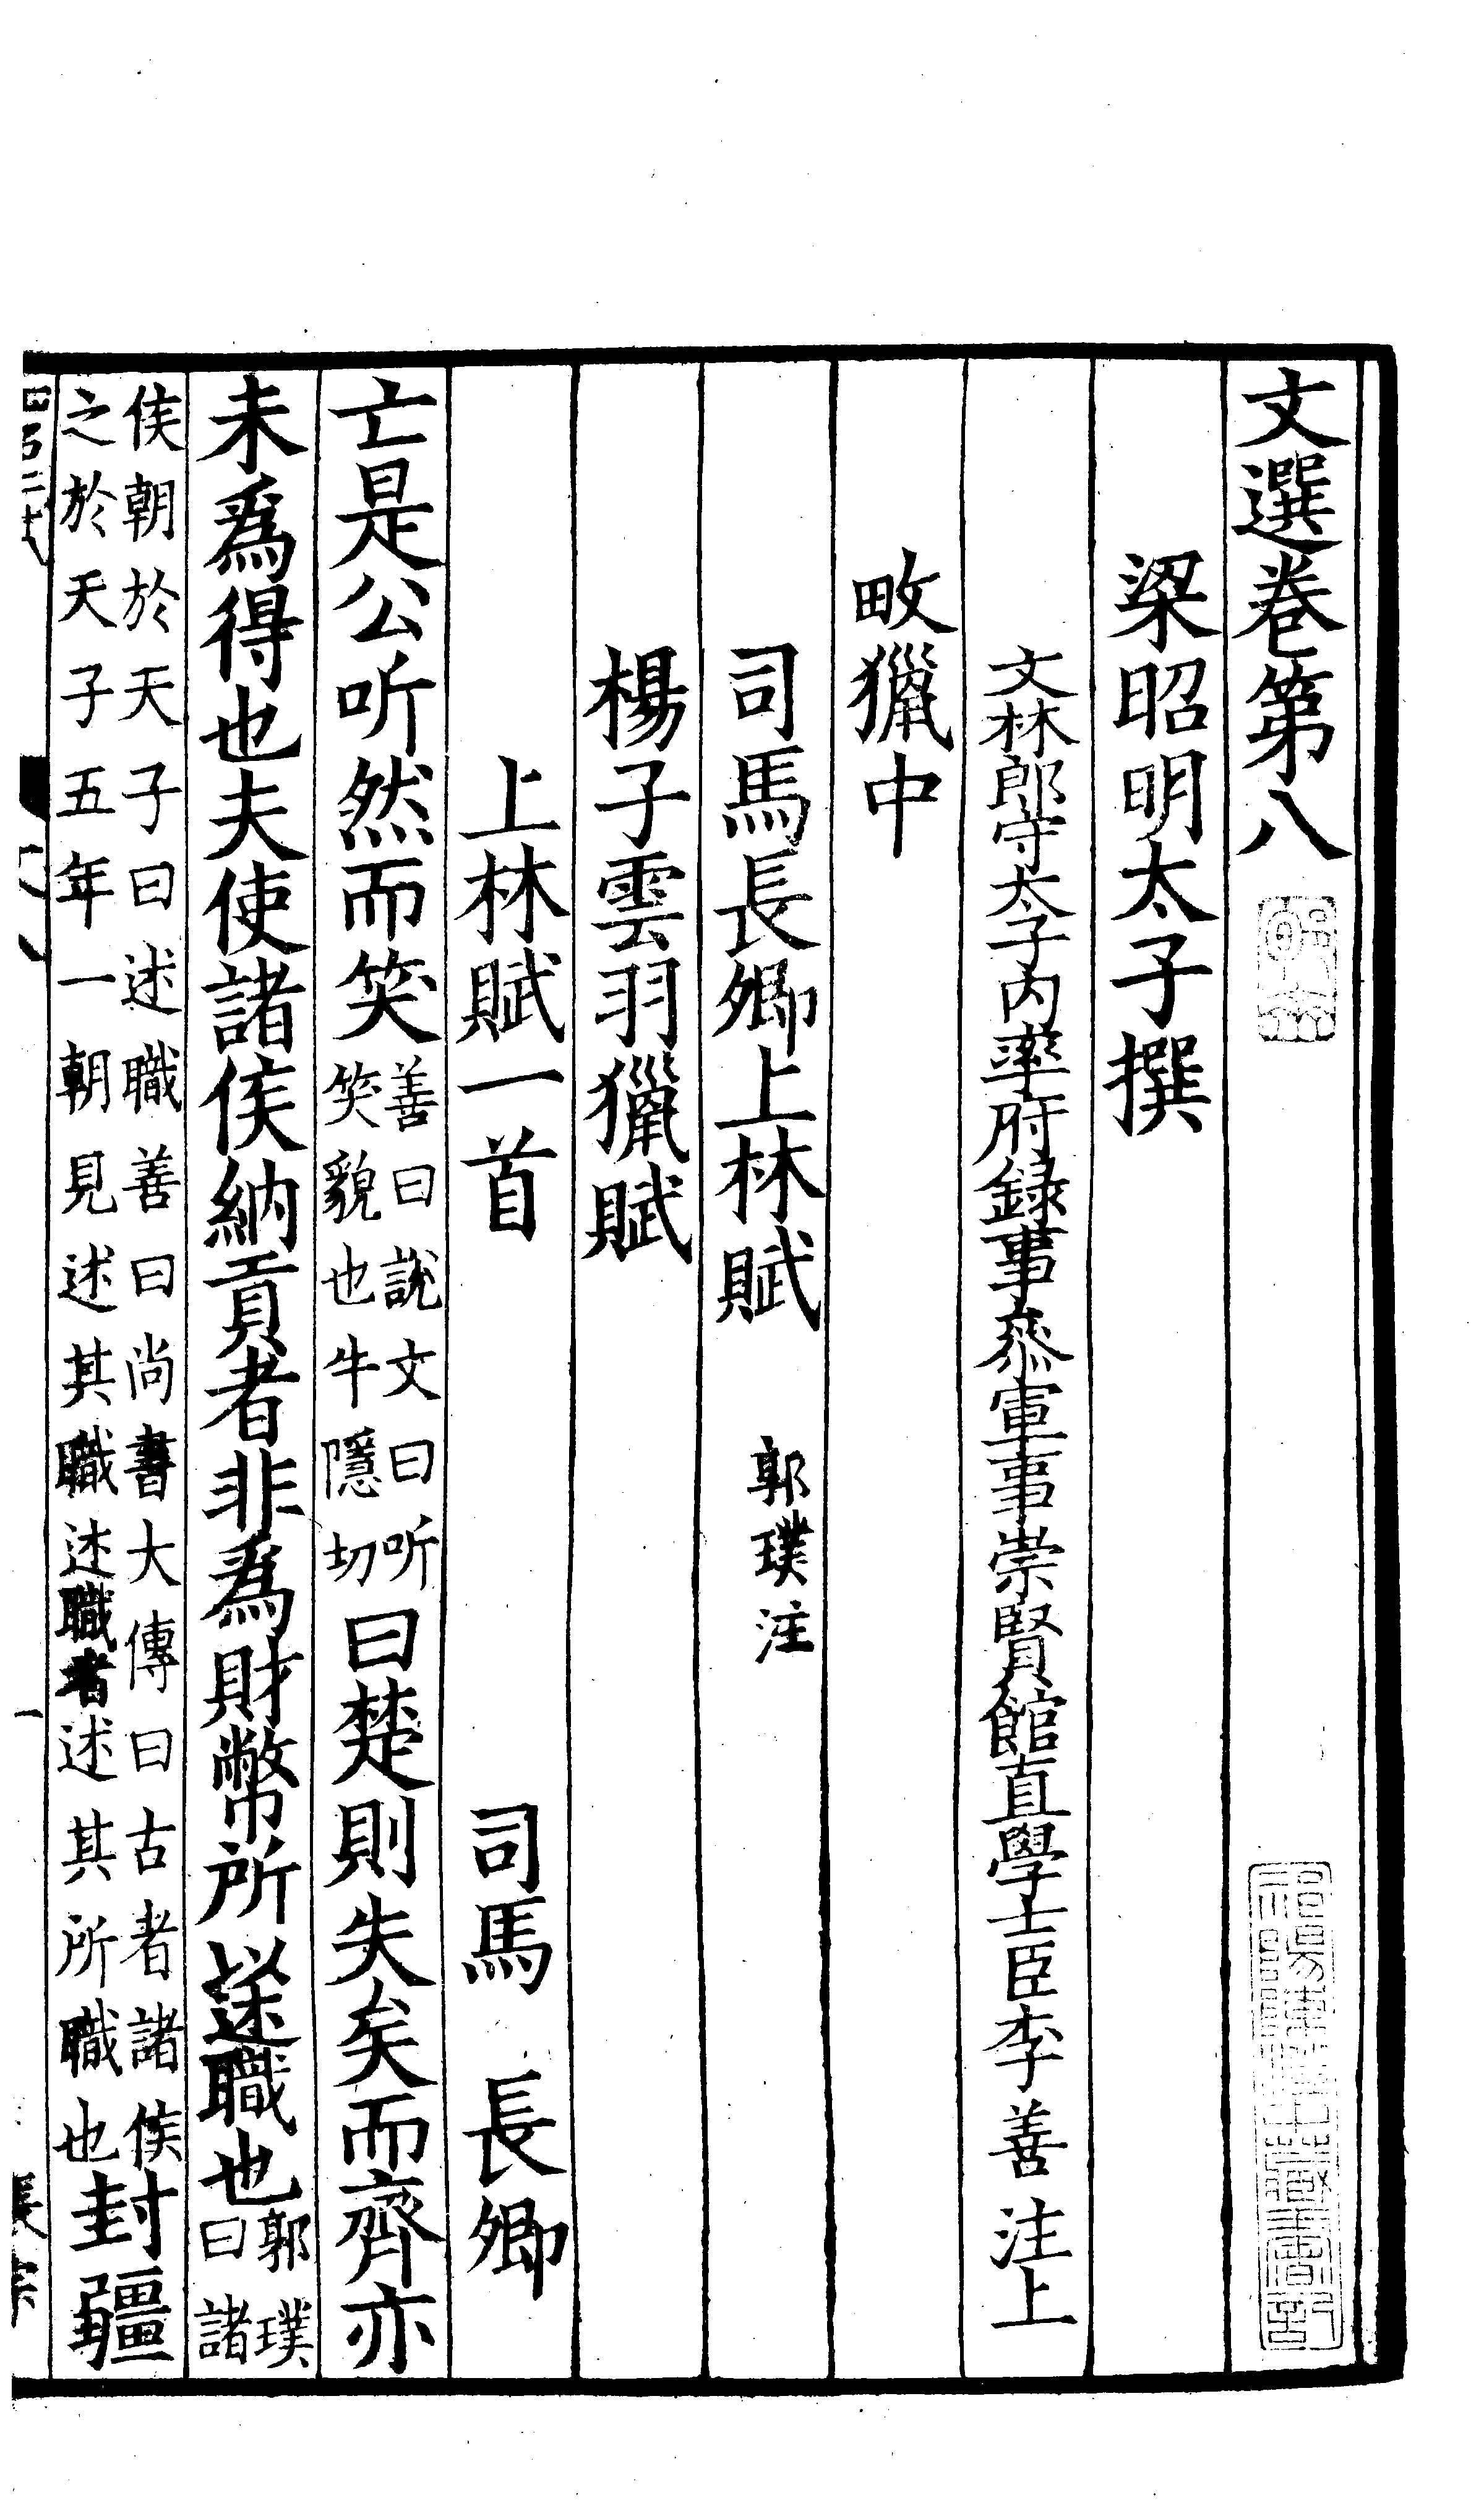 文選卷第八
梁昭明太子撰
文林郎守太子内率府録事叅軍事崇賢館直學士臣李善注上
畋獵中
司馬長卿上林賦 郭璞注
楊子雲羽獵賦
上林賦一首 司馬長卿
亡是公听然而笑善曰說文曰听笑貌也牛隱切曰楚則失矣而齊亦
未爲得也夫使諸侯納貢者非爲財幣所以述職也郭璞曰諸
侯朝於天子曰述職善曰尚書大傳曰古者諸侯之於天子五年一朝見述其職述職者述其所職也封疆